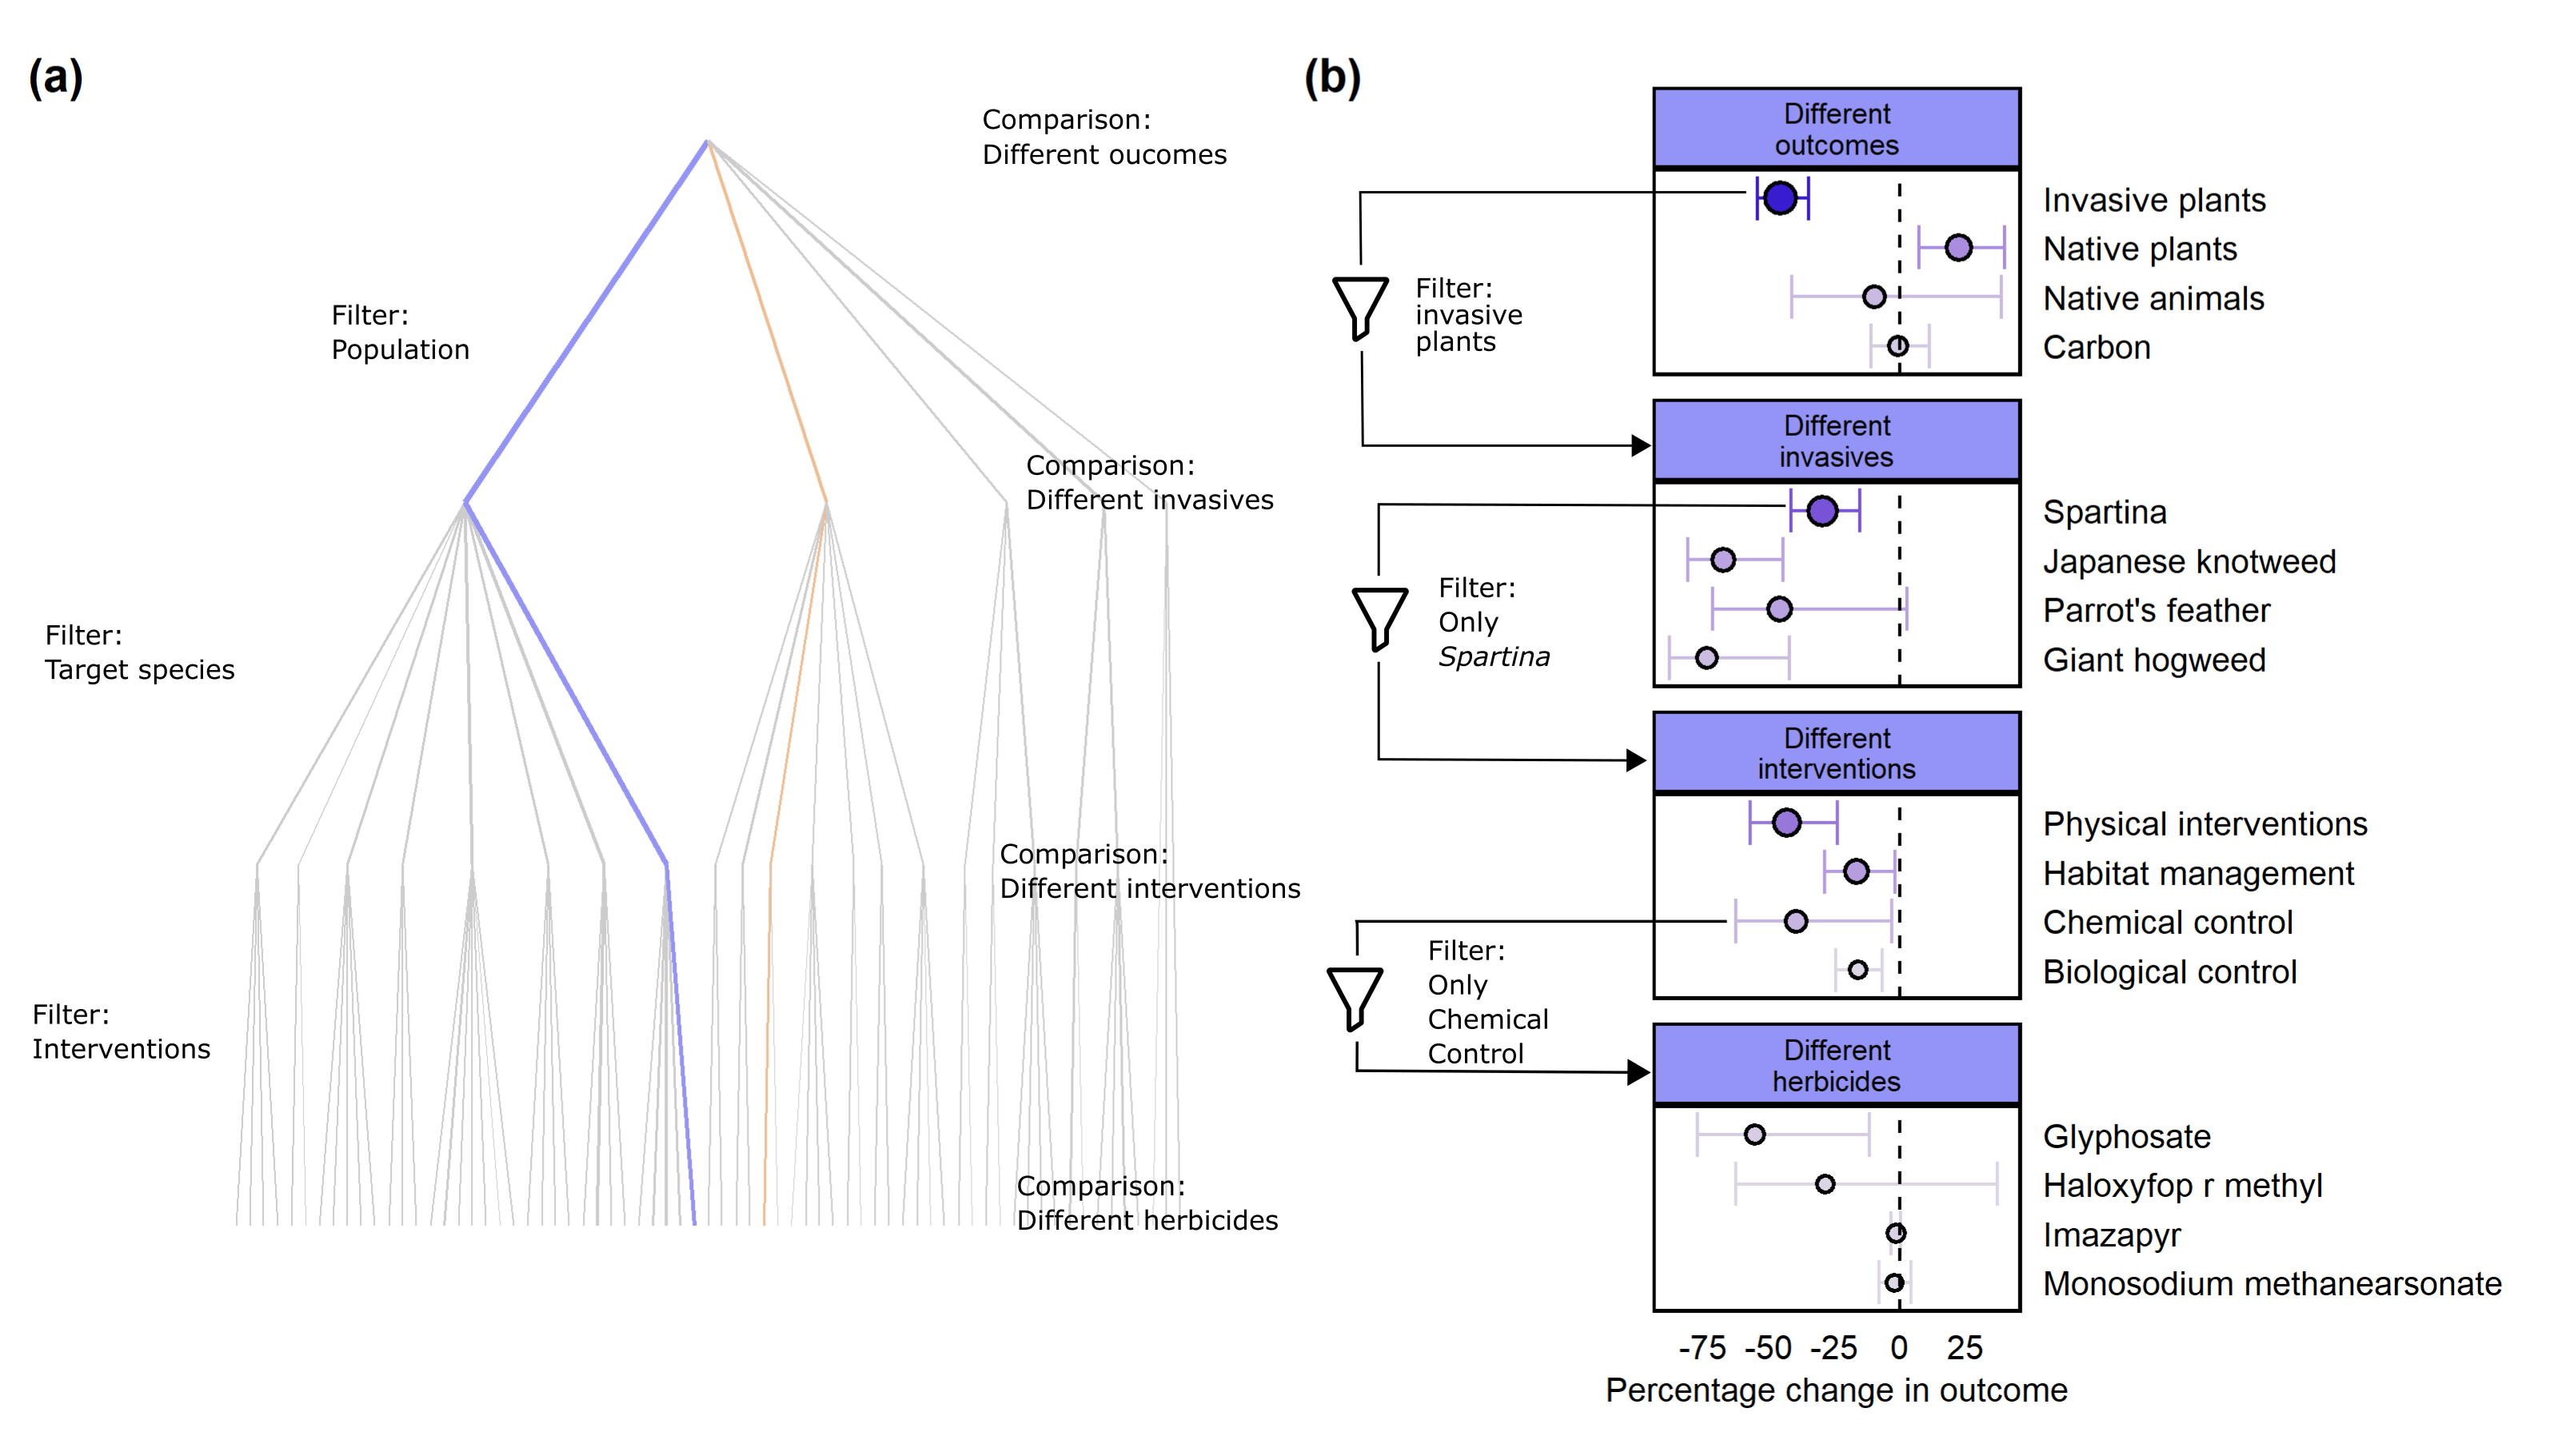 (a)
Comparison:
Different oucomes
Filter:
Population
Comparison:
Different invasives
Filter:
Target species
Comparison:
Different interventions
Filter:
Interventions
Comparison:
Different herbicides
(b)
Different
outcomes
Invasive plants
Native plants
Native animals
Carbon
Filter:
invasive
plants
Different
invasives
Spartina
Japanese knotweed
Parrot's feather
Giant hogweed
Filter:
Only
Spartina
Different
interventions
Physical interventions
Habitat management
Chemical control
Biological control
Filter:
Only
Chemical
Control
Different
herbicides
Glyphosate
Haloxyfop r methyl
Imazapyr
Monosodium methanearsonate
-75 -50 -25 0 25
Percentage change in outcome